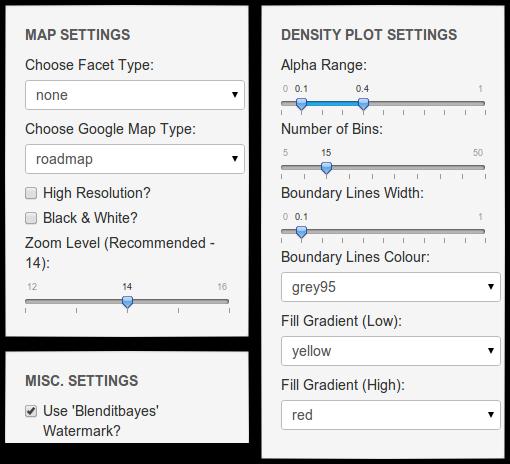 MAP SETTINGS
Choose Facet Type:
none
Choose Google Map Type:
roadmap
High Resolution?
Black & White?
Zoom Level (Recommended -
14):
12 14 16
MISC. SETTINGS
Use 'Blenditbayes'
Watermark?
DENSITY PLOT SETTINGS
Alpha Range:
0 0.1 0.4 1
Number of Bins:
5 15 50
Boundary Lines Width:
0 0.1 1
Boundary Lines Colour:
grey95
Fill Gradient (Low):
yellow
Fill Gradient (High):
red